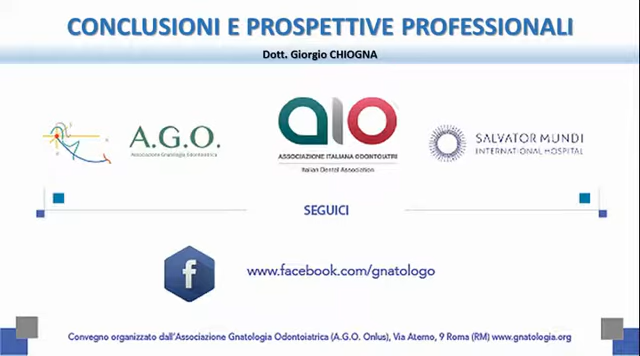 CONCLUSIONI E PROSPETTIVE PROFESSIONALI
Dott. Giorgio CHIOGNA
A.G.O.
Associazione Gnatologia Odontoiatrica
aio
ASSOCIAZIONE ITALIANA ODONTOIATRI
Italian Dental Association
SALVATOR MUNDI
INTERNATIONAL HOSPITAL
SEGUICI
f
www.facebook.com/gnatologo
Convegno organizzato dall'Associazione Gnatologia Odontoiatrica (A.G.O. Onlus), Via Aterno, 9 Roma (RM) www.gnatologia.org